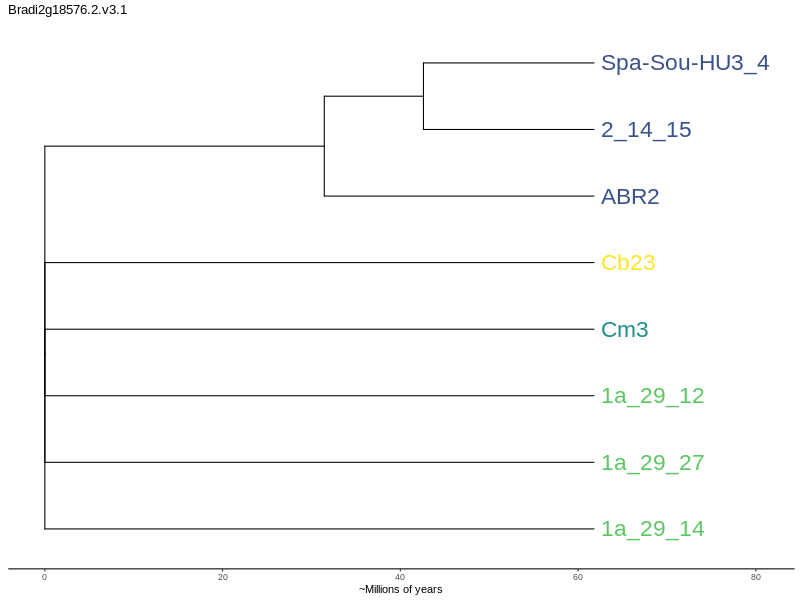 Bradi2g18576.2.v3.1
Spa-Sou-HU3_4
2_14_15
ABR2
Cb23
Cm3
1a_29_12
1a_29_27
1a_29_14
0 20 40 60 80
~Millions of years